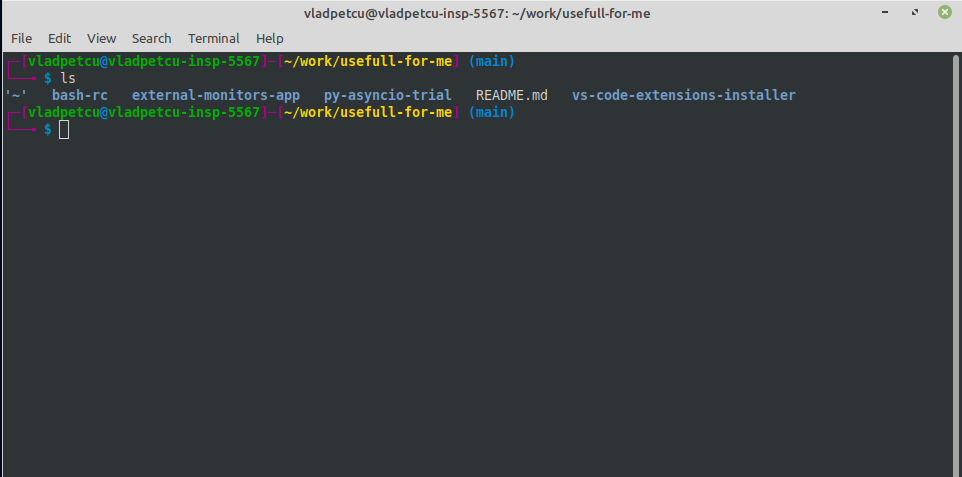 vladpetcu@vladpetcu-insp-5567: ~/work/usefull-for-me
File Edit View Search Terminal Help
┌─[vladpetcu@vladpetcu-insp-5567]─[~/work/usefull-for-me] (main)
└──╼ $ ls
'~' bash-rc external-monitors-app py-asyncio-trial README.md vs-code-extensions-installer
┌─[vladpetcu@vladpetcu-insp-5567]─[~/work/usefull-for-me] (main)
└──╼ $